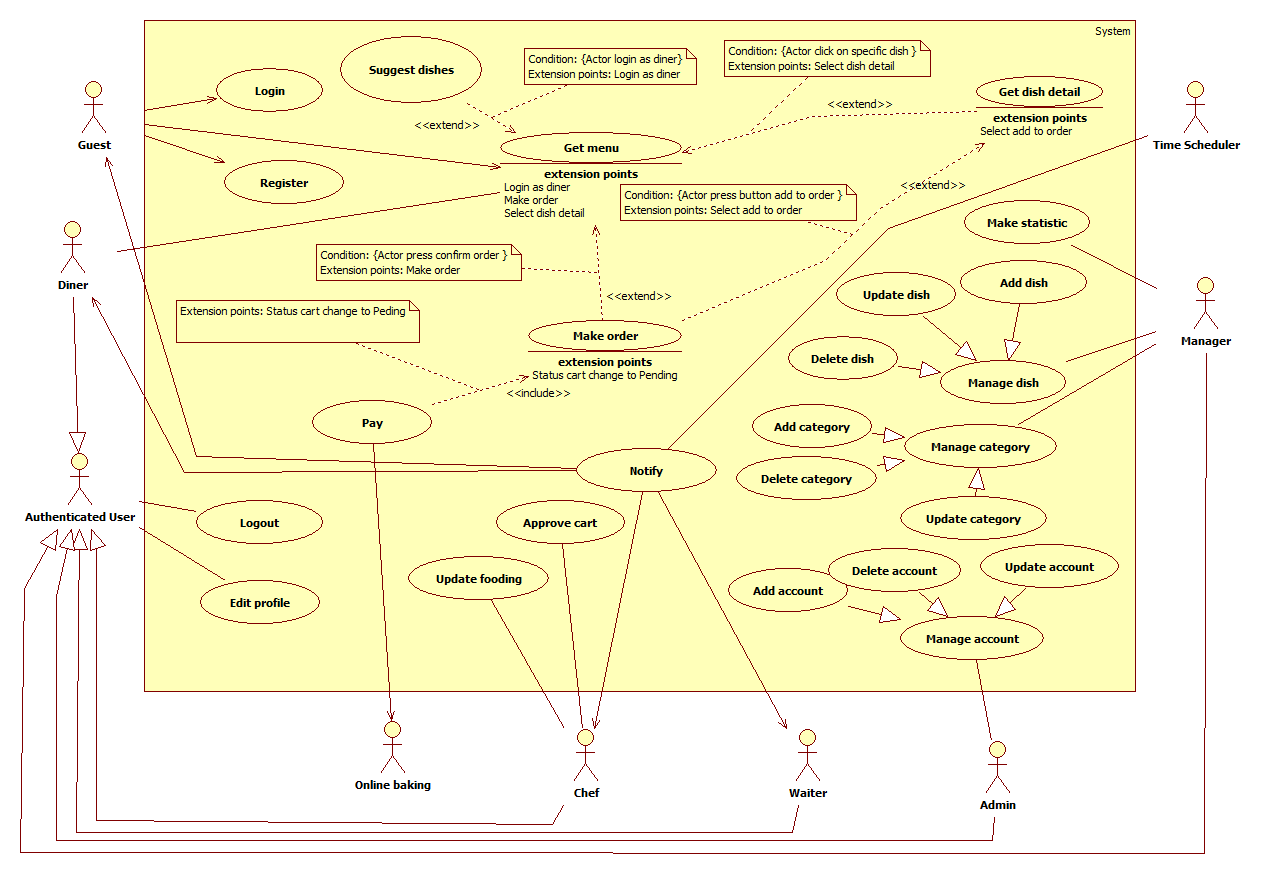 System
Suggest dishes
Condition: {Actor login as diner}
Extension points: Login as diner
Condition: {Actor click on specific dish }
Extension points: Select dish detail
Login
Get dish detail
extension points
Select add to order
<<extend>>
<<extend>>
Guest
Time Scheduler
Get menu
extension points
Login as diner
Make order
Select dish detail
Register
<<extend>>
Condition: {Actor press button add to order }
Extension points: Select add to order
Make statistic
Diner
Condition: {Actor press confirm order }
Extension points: Make order
Update dish
Add dish
<<extend>>
Extension points: Status cart change to Peding
Make order
extension points
Status cart change to Pending
Manager
Delete dish
Manage dish
<<include>>
Pay
Add category
Manage category
Delete category
Notify
Authenticated User
Logout
Approve cart
Update category
Update fooding
Delete account
Update account
Add account
Edit profile
Manage account
Online baking
Chef
Waiter
Admin